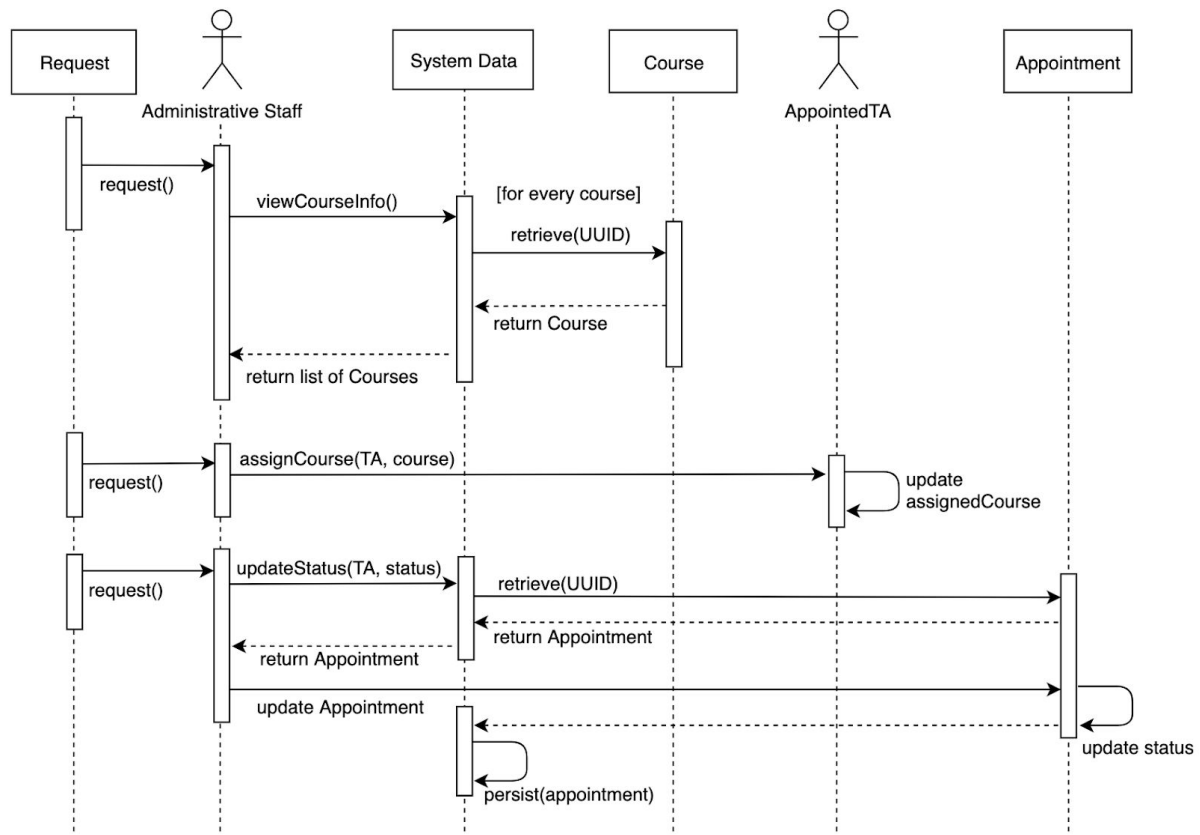 Request
Administrative Staff
System Data
Course
AppointedTA
Appointment
request()
viewCourseInfo()
[for every course]
retrieve(UUID)
return Course
return list of Courses
request()
assignCourse(TA, course)
update
assignedCourse
request()
updateStatus(TA, status)
retrieve(UUID)
return Appointment
return Appointment
update Appointment
update status
persist(appointment)